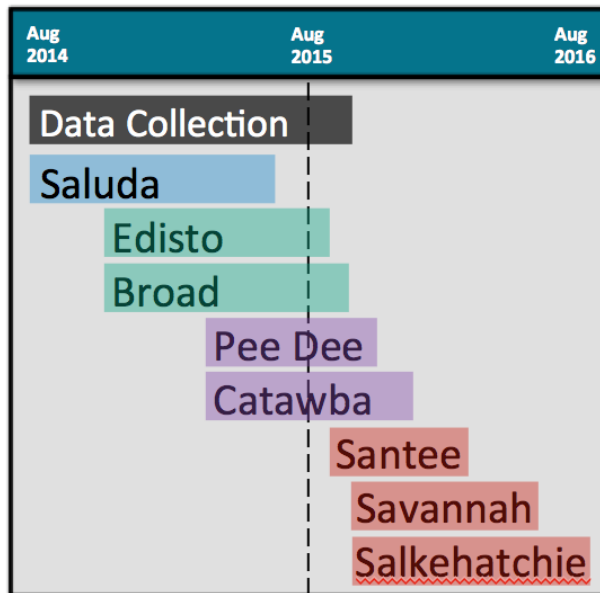 Aug Aug Aug
2014 2015 2016
Data Collection
Saluda
Edisto
Broad
Pee Dee
Catawba
Santee
Savannah
Salkehatchie